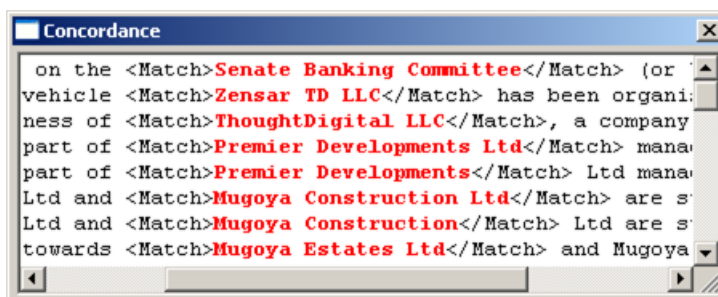 Concordance
on the <Match>Senate Banking Committee</Match> (or
vehicle <Match>Zensar TD LLC</Match> has been organi
ness of <Match>ThoughtDigital LLC</Match>, a company
part of <Match>Premier Developments Ltd</Match> mana
part of <Match>Premier Developments</Match> Ltd mana
Ltd and <Match>Mugoya Construction Ltd</Match> are s
Ltd and <Match>Mugoya Construction</Match> Ltd are s
towards <Match>Mugoya Estates Ltd</Match> and Mugoya